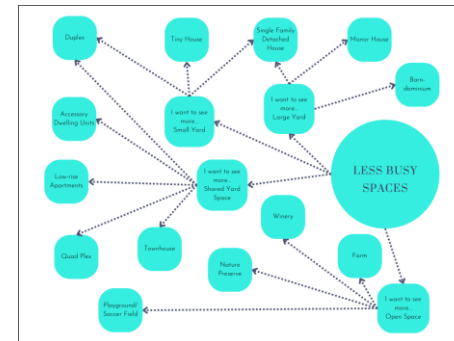 Duplex
Tiny House
Single Family
Detached
House
Manor House
Barn-
dominium
Accessory
Dwelling Units
I want to see
more...
Small Yard
I want to see
more...
Large Yard
LESS BUSY
SPACES
Low-rise
Apartments
I want to see
more...
Shared Yard
Space
Quad Plex
Townhouse
Winery
Nature
Preserve
Farm
Playground/
Soccer Field
I want to see
more...
Open Space